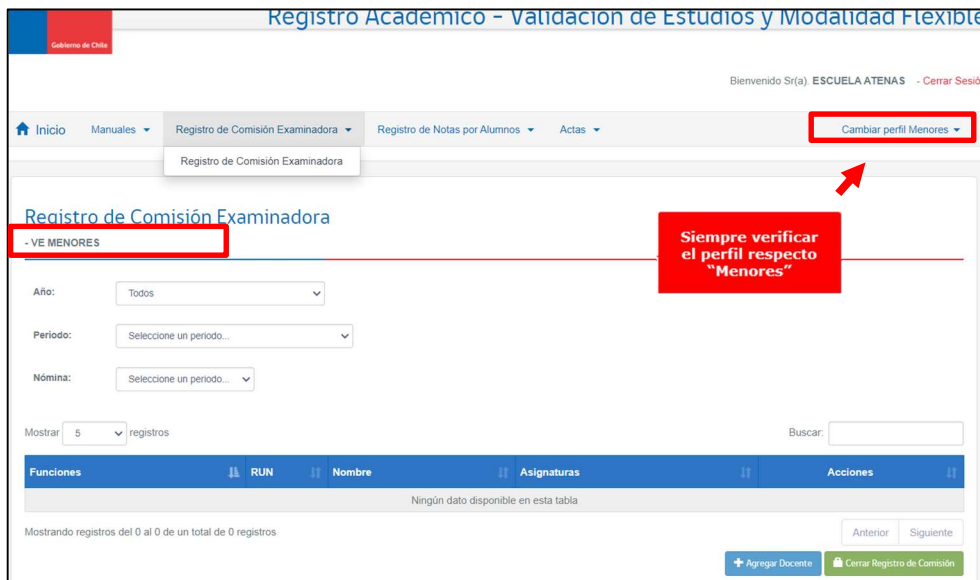 Registro Académico - Validación de Estudios y Modalidad Flexible
Gobierno de Chile
Bienvenido Sr(a). ESCUELA ATENAS - Cerrar Sesió
Inicio Manuales Registro de Comisión Examinadora Registro de Notas por Alumnos Actas Cambiar perfil Menores
Registro de Comisión Examinadora
Registro de Comisión Examinadora
- VE MENORES
Siempre verificar
el perfil respecto
“Menores”
Año: Todos
Periodo: Seleccione un periodo...
Nómina: Seleccione un periodo...
Mostrar 5 registros Buscar:
Funciones RUN Nombre Asignaturas Acciones
Ningún dato disponible en esta tabla
Mostrando registros del 0 al 0 de un total de 0 registros Anterior Siguiente
Agregar Docente Cerrar Registro de Comisión